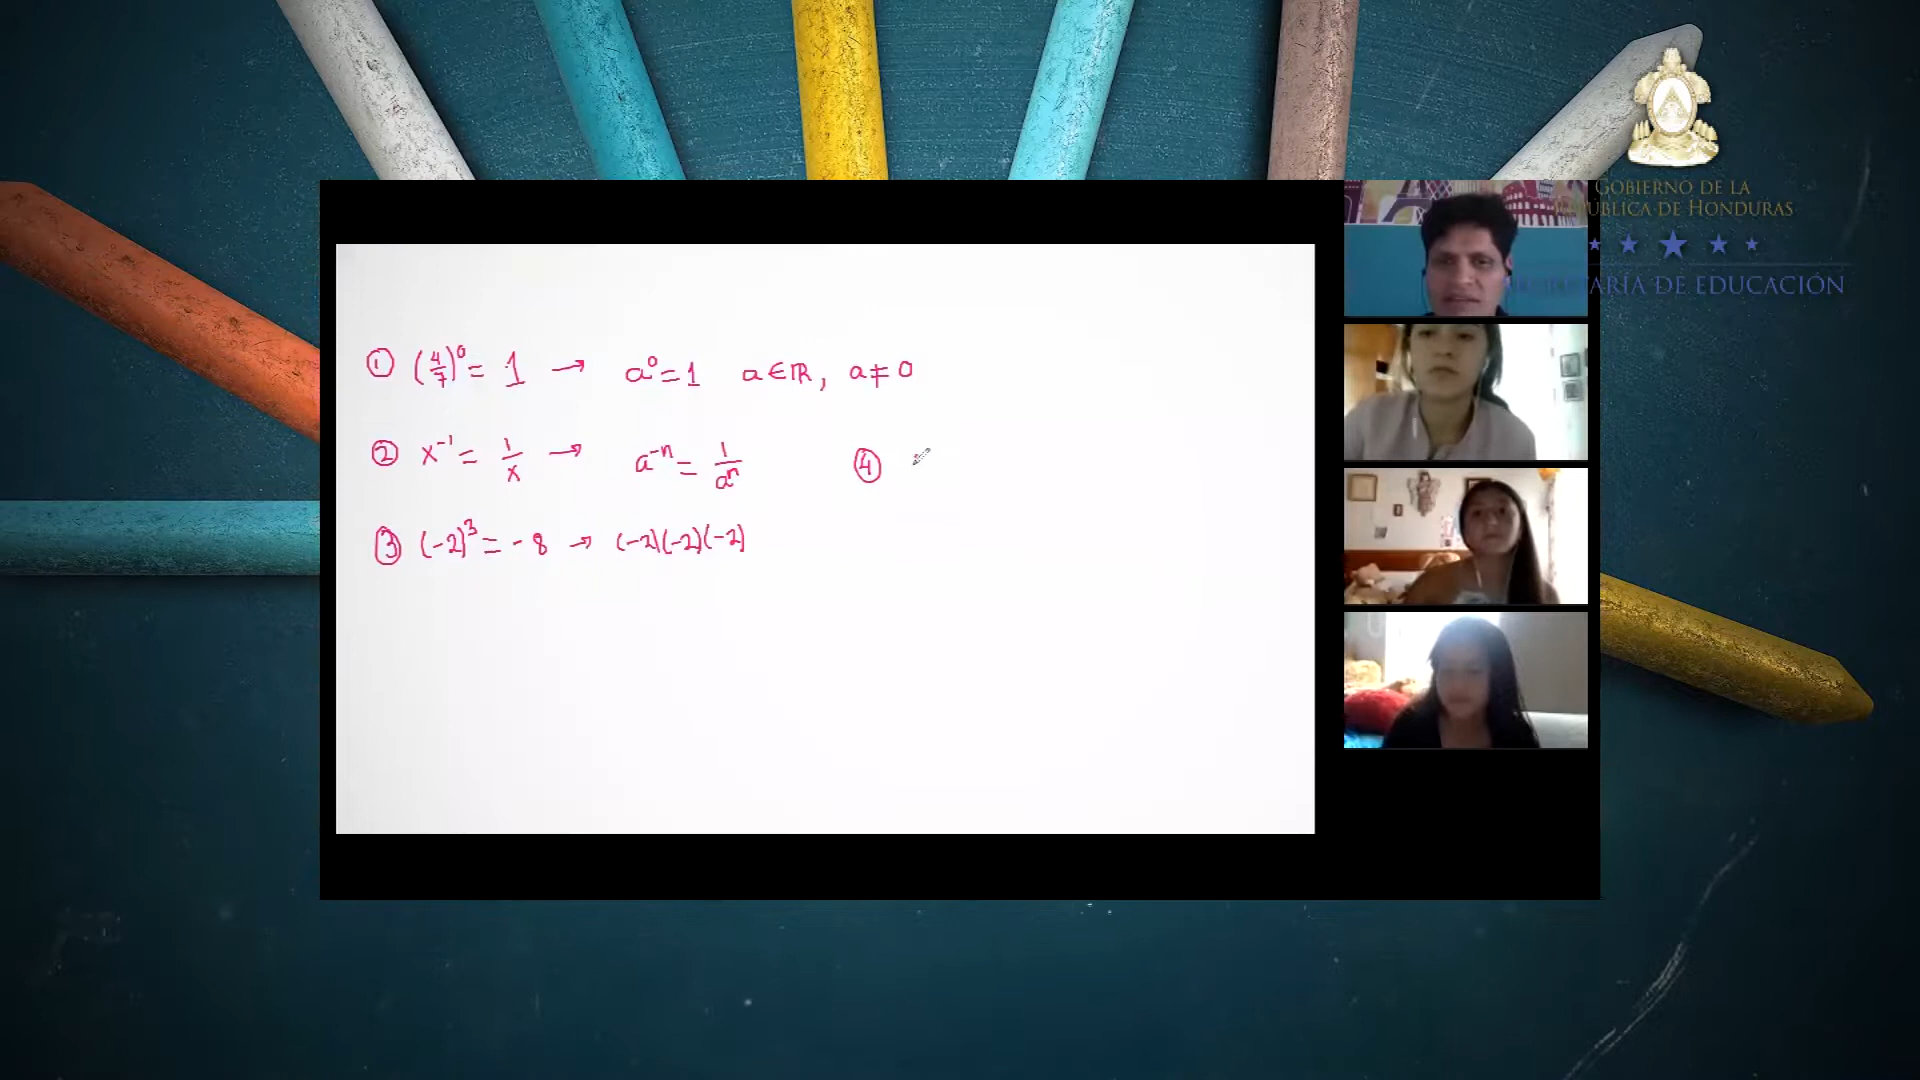 ① (4/7)⁰ = 1 → a⁰ = 1 a ∈ ℝ, a ≠ 0
② x⁻¹ = 1/x → a⁻ⁿ = 1/aⁿ
④
③ (-2)³ = -8 → (-2)(-2)(-2)
GOBIERNO DE LA
REPÚBLICA DE HONDURAS
SECRETARÍA DE EDUCACIÓN